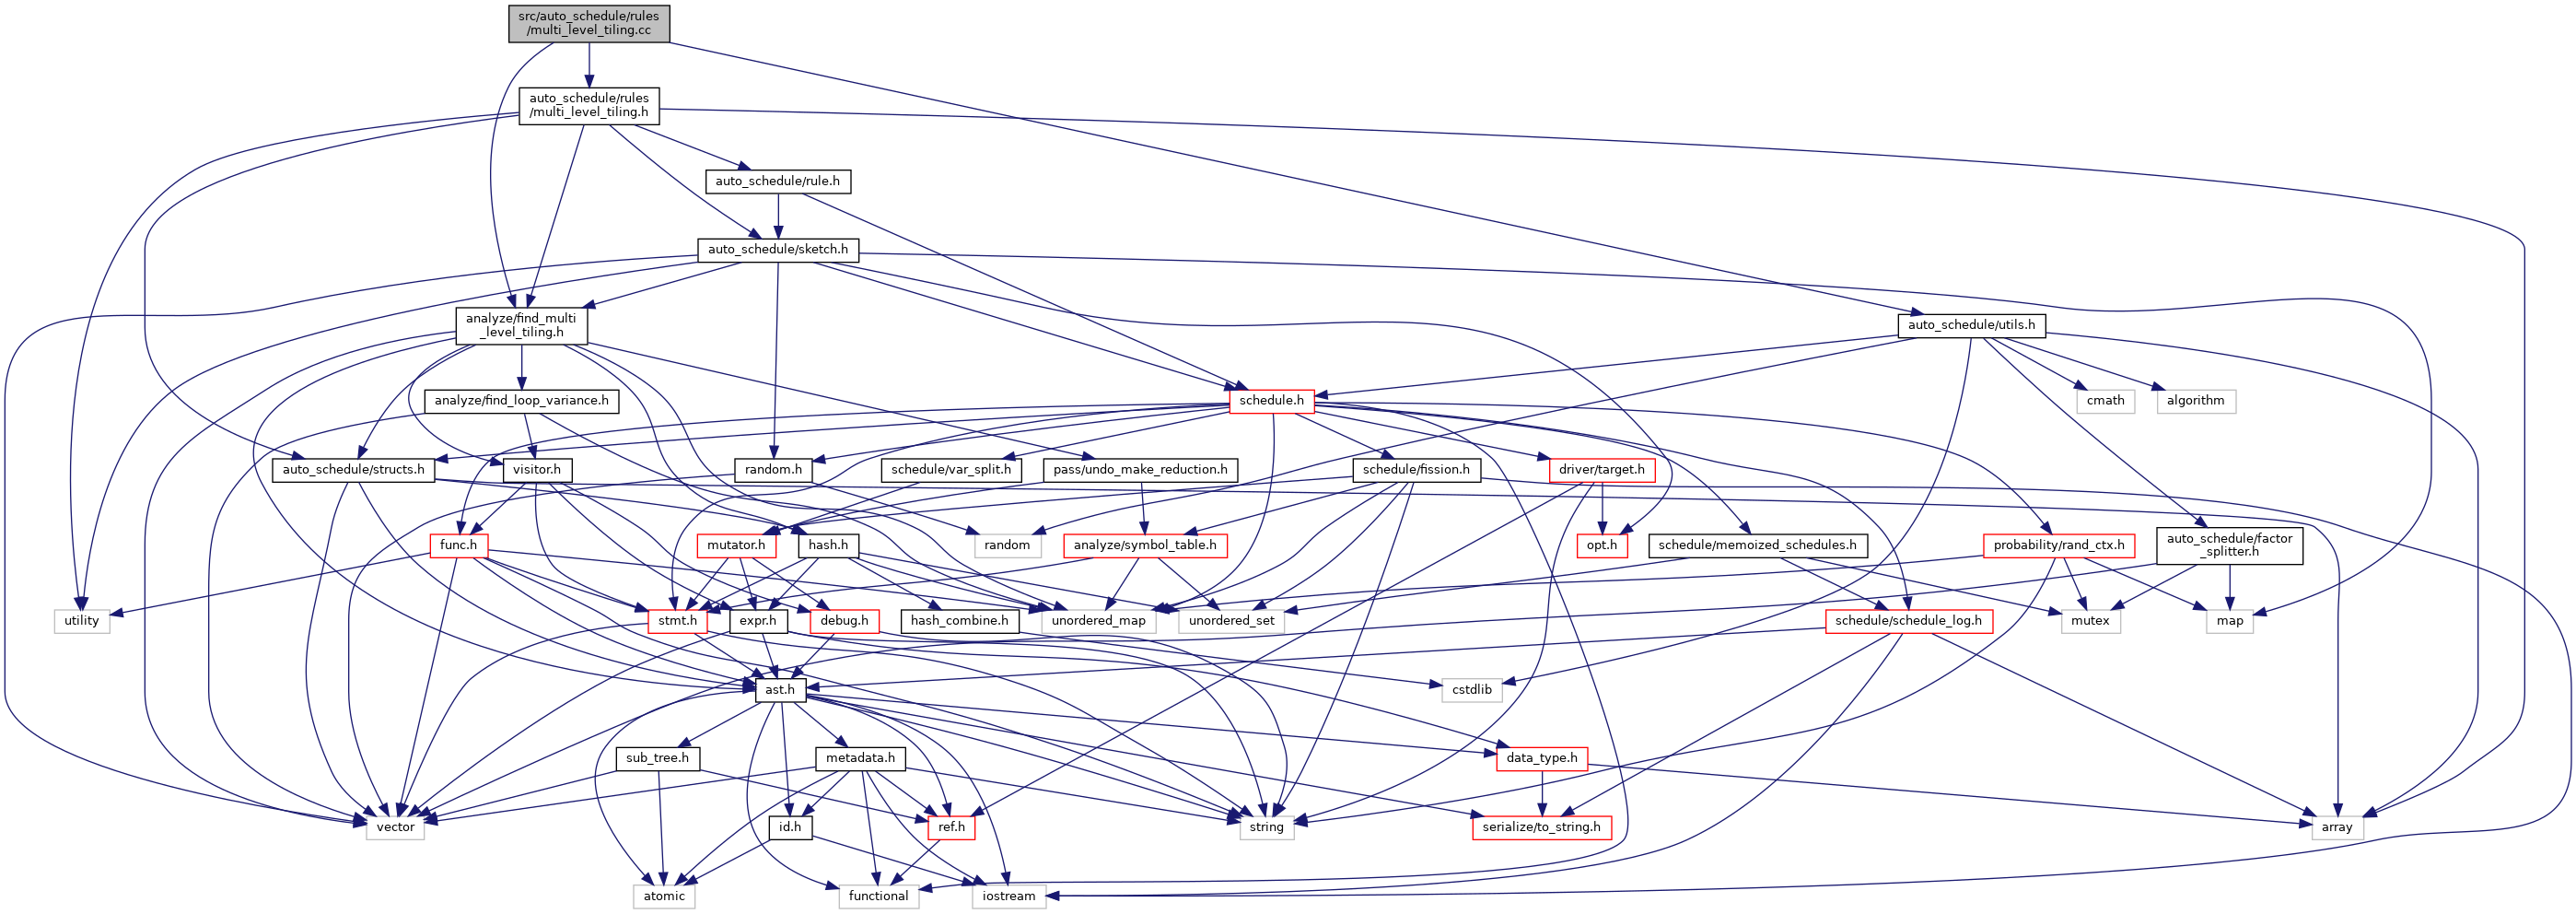 src/auto_schedule/rules
/multi_level_tiling.cc
auto_schedule/rules
/multi_level_tiling.h
auto_schedule/rule.h
auto_schedule/sketch.h
analyze/find_multi
_level_tiling.h
auto_schedule/utils.h
analyze/find_loop_variance.h
schedule.h
cmath
algorithm
auto_schedule/structs.h
visitor.h
random.h
schedule/var_split.h
pass/undo_make_reduction.h
schedule/fission.h
driver/target.h
func.h
mutator.h
hash.h
random
analyze/symbol_table.h
opt.h
schedule/memoized_schedules.h
probability/rand_ctx.h
auto_schedule/factor
_splitter.h
utility
stmt.h
expr.h
debug.h
hash_combine.h
unordered_map
unordered_set
schedule/schedule_log.h
mutex
map
ast.h
cstdlib
sub_tree.h
metadata.h
data_type.h
vector
id.h
ref.h
string
serialize/to_string.h
array
atomic
functional
iostream